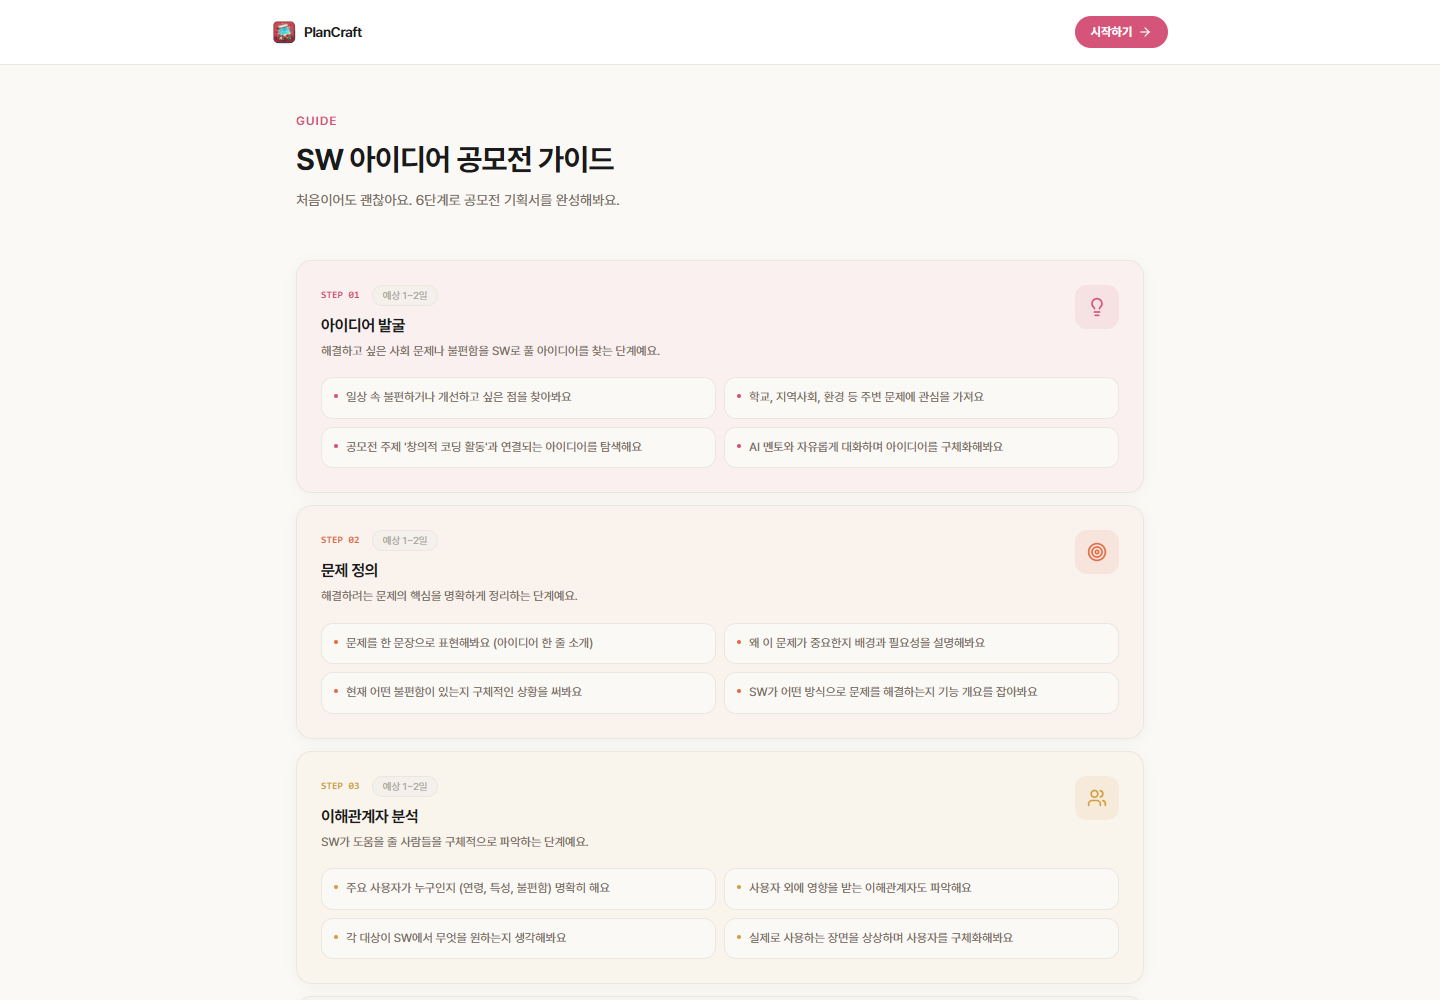 PlanCraft
시작하기
GUIDE
SW 아이디어 공모전 가이드
처음이어도 괜찮아요. 6단계로 공모전 기획서를 완성해봐요.
STEP 01
예상 1–2일
아이디어 발굴
해결하고 싶은 사회 문제나 불편함을 SW로 풀 아이디어를 찾는 단계예요.
일상 속 불편하거나 개선하고 싶은 점을 찾아봐요
학교, 지역사회, 환경 등 주변 문제에 관심을 가져요
공모전 주제 '창의적 코딩 활동'과 연결되는 아이디어를 탐색해요
AI 멘토와 자유롭게 대화하며 아이디어를 구체화해봐요
STEP 02
예상 1–2일
문제 정의
해결하려는 문제의 핵심을 명확하게 정리하는 단계예요.
문제를 한 문장으로 표현해봐요 (아이디어 한 줄 소개)
왜 이 문제가 중요한지 배경과 필요성을 설명해봐요
현재 어떤 불편함이 있는지 구체적인 상황을 써봐요
SW가 어떤 방식으로 문제를 해결하는지 기능 개요를 잡아봐요
STEP 03
예상 1–2일
이해관계자 분석
SW가 도움을 줄 사람들을 구체적으로 파악하는 단계예요.
주요 사용자가 누구인지 (연령, 특성, 불편함) 명확히 해요
사용자 외에 영향을 받는 이해관계자도 파악해요
각 대상이 SW에서 무엇을 원하는지 생각해봐요
실제로 사용하는 장면을 상상하며 사용자를 구체화해봐요